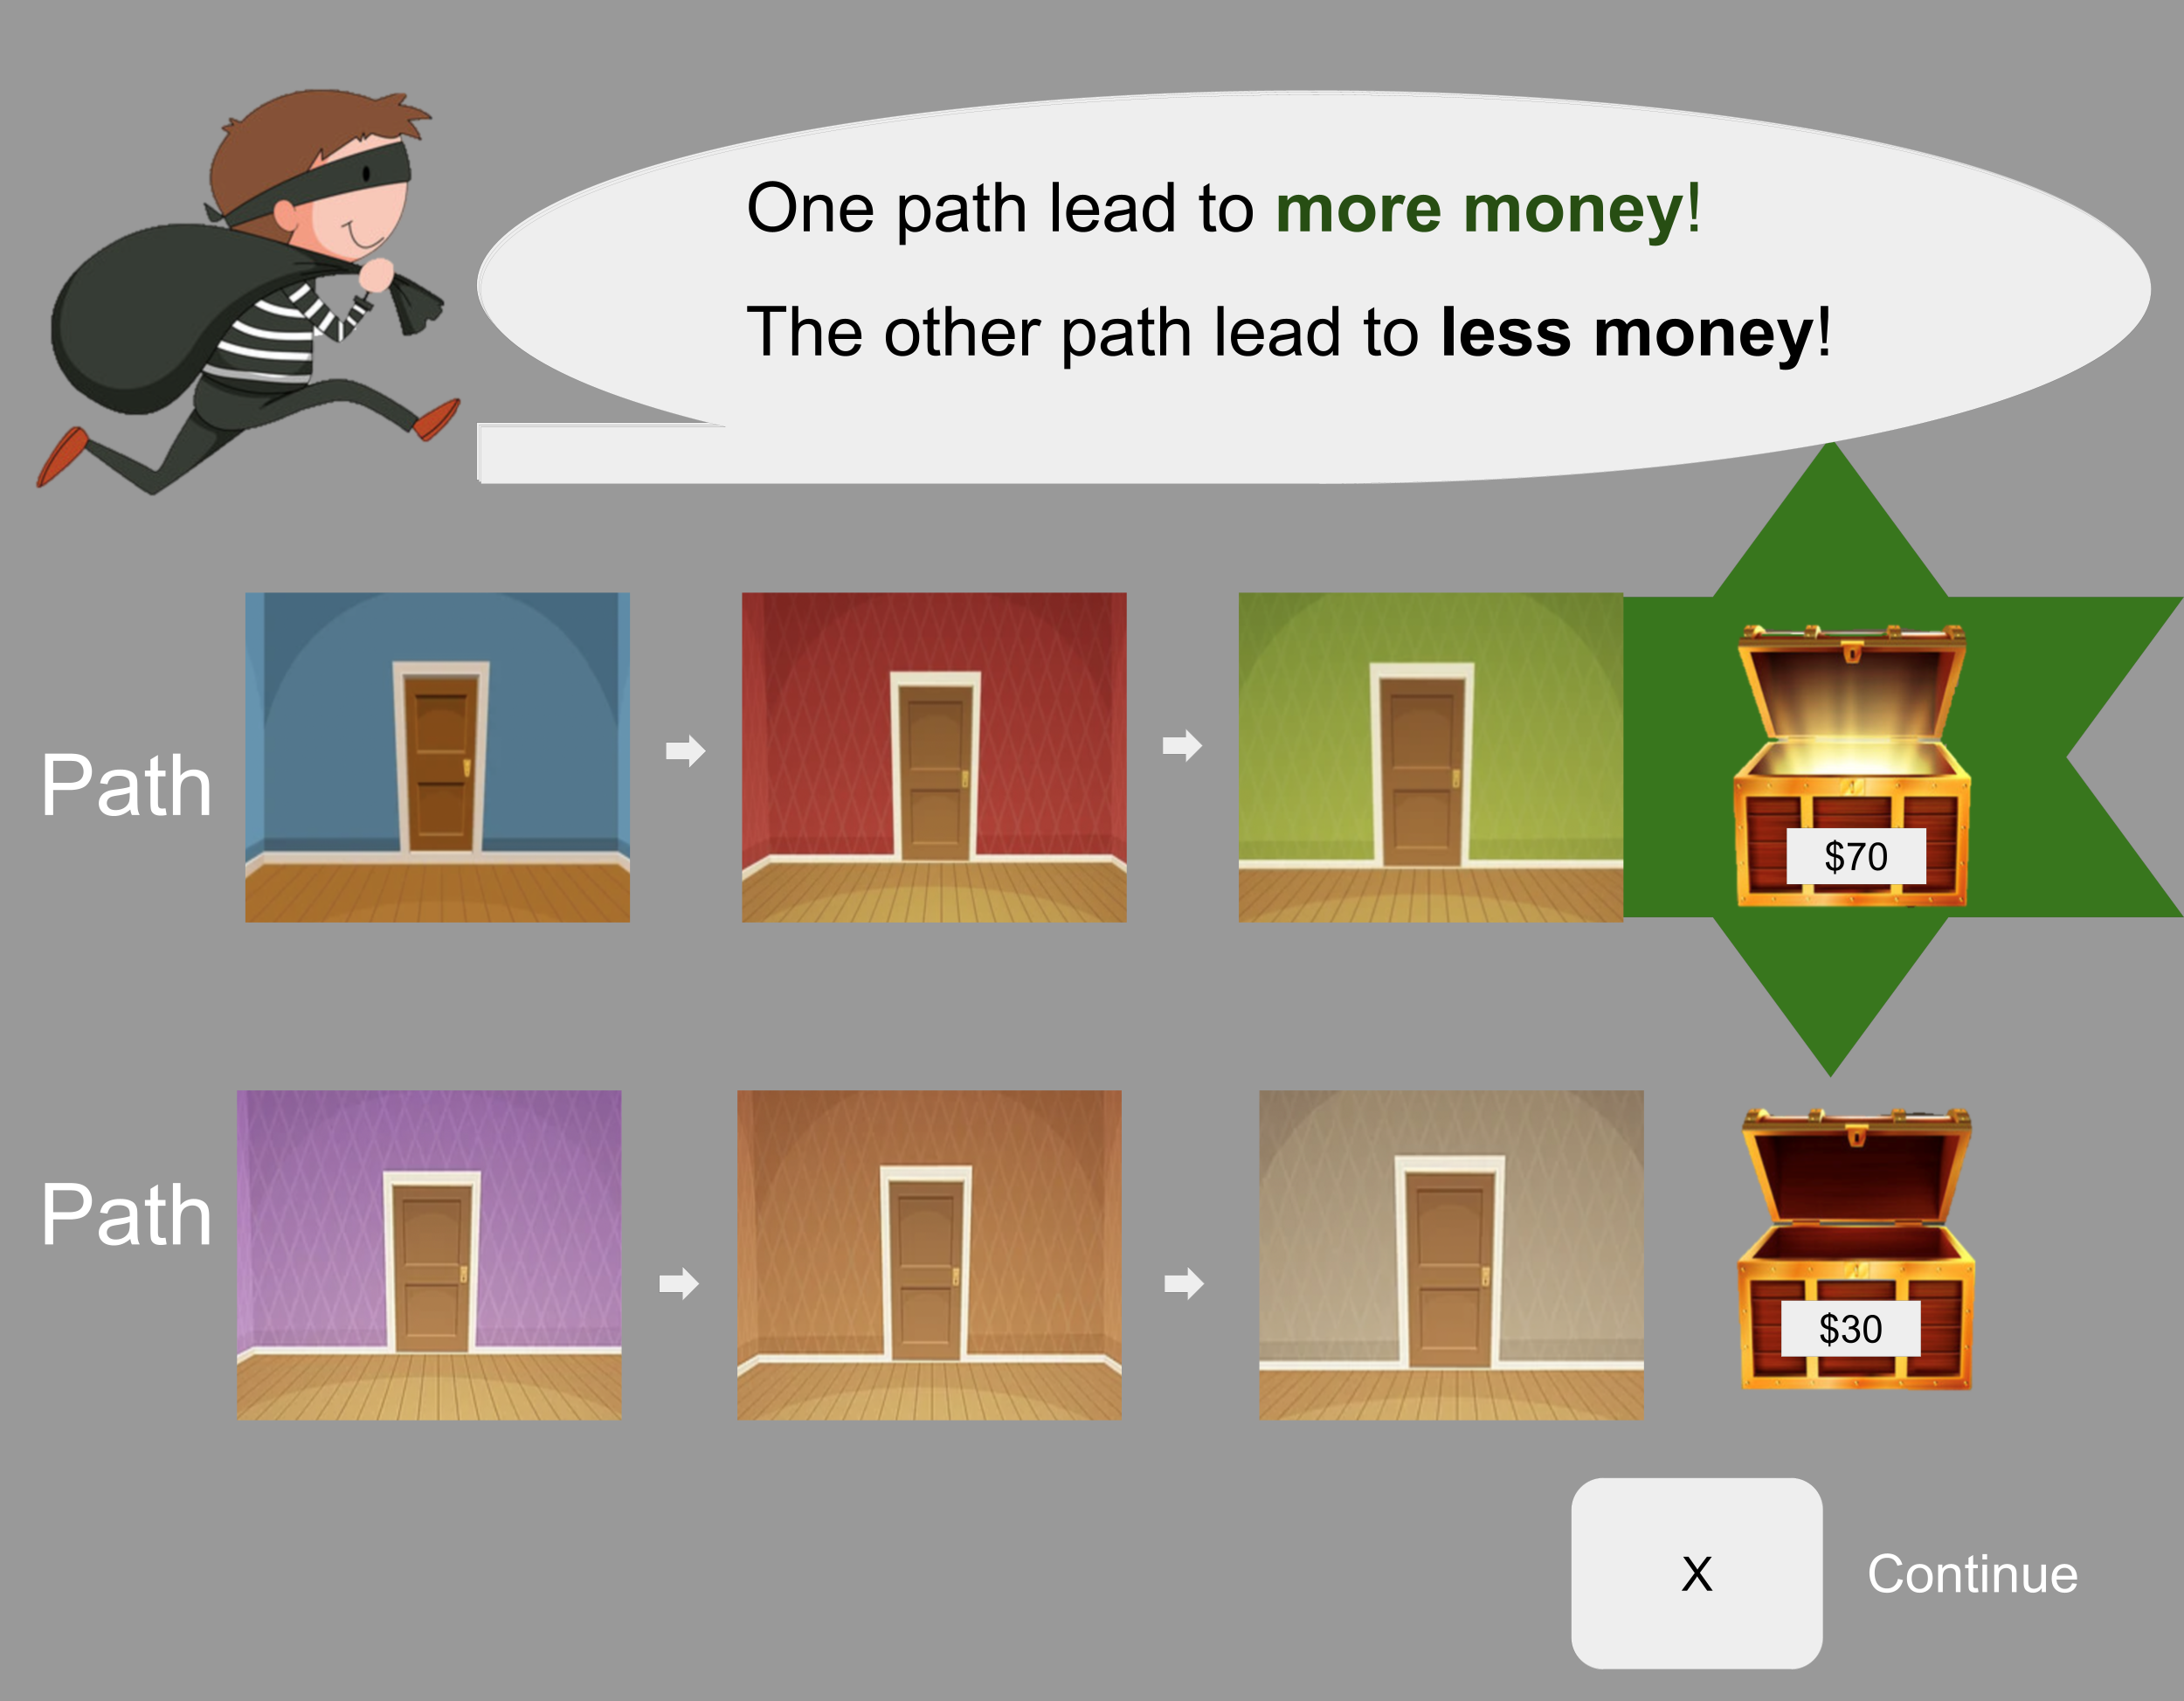 One path lead to more money!
The other path lead to less money!
Path
$70
Path
$30
X
Continue